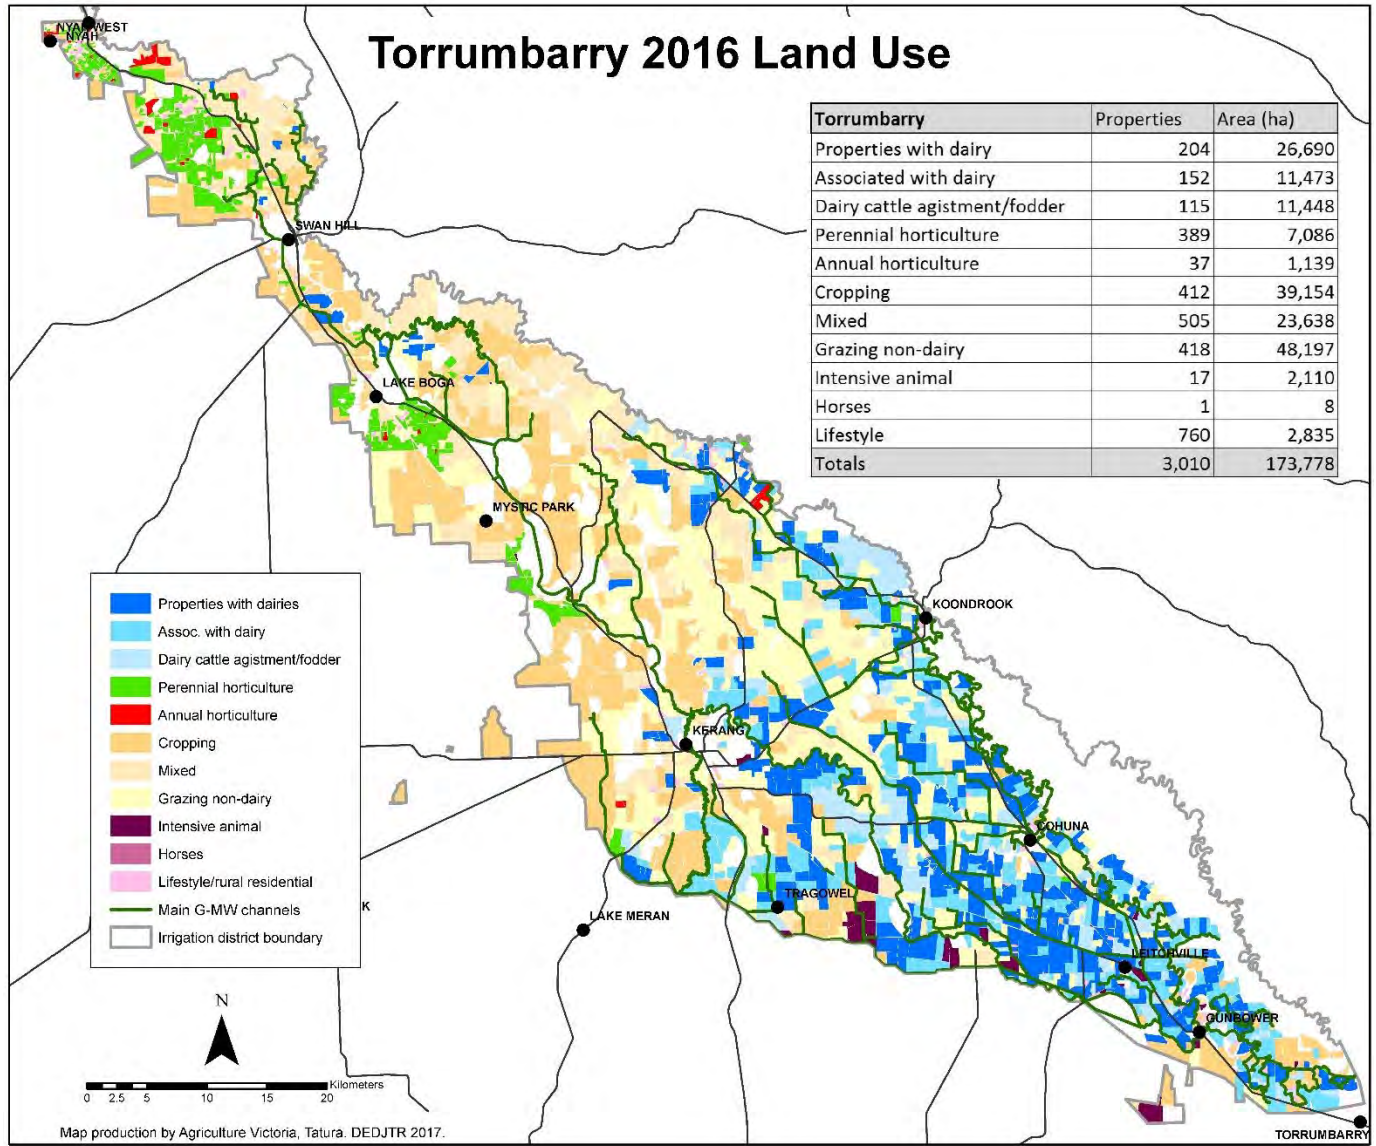 Torrumbarry 2016 Land Use
NYAH WEST
NYAH
Torrumbarry Properties Area (ha)
Properties with dairy 204 26,690
Associated with dairy 152 11,473
Dairy cattle agistment/fodder 115 11,448
Perennial horticulture 389 7,086
Annual horticulture 37 1,139
Cropping 412 39,154
Mixed 505 23,638
Grazing non-dairy 418 48,197
Intensive animal 17 2,110
Horses 1 8
Lifestyle 760 2,835
Totals 3,010 173,778
SWAN HILL
LAKE BOGA
MYSTIC PARK
KOONDROOK
KERANG
COHUNA
TRAGOWEL
LAKE MERAN
LEITCHVILLE
GUNBOWER
TORRUMBARRY
Properties with dairies
Assoc. with dairy
Dairy cattle agistment/fodder
Perennial horticulture
Annual horticulture
Cropping
Mixed
Grazing non-dairy
Intensive animal
Horses
Lifestyle/rural residential
Main G-MW channels
K
Irrigation district boundary
N
Kilometers
0 2.5 5 10 15 20
Map production by Agriculture Victoria, Tatura. DEDJTR 2017.